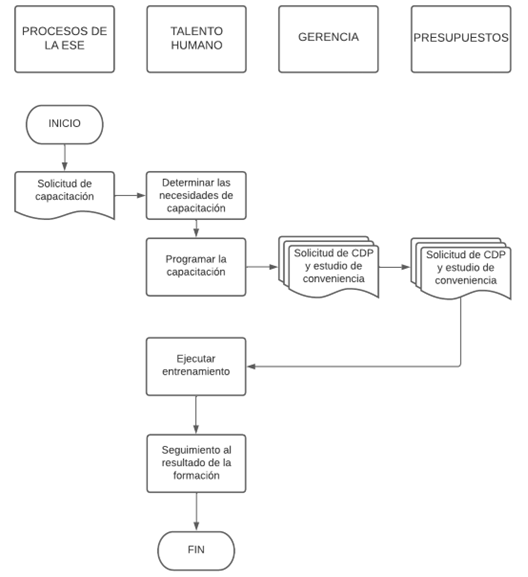 PROCESOS DE
LA ESE
TALENTO
HUMANO
GERENCIA
PRESUPUESTOS
INICIO
Solicitud de
capacitación
Determinar las
necesidades de
capacitación
Programar la
capacitación
Solicitud de CDP
y estudio de
conveniencia
Solicitud de CDP
y estudio de
conveniencia
Ejecutar
entrenamiento
Seguimiento al
resultado de la
formación
FIN